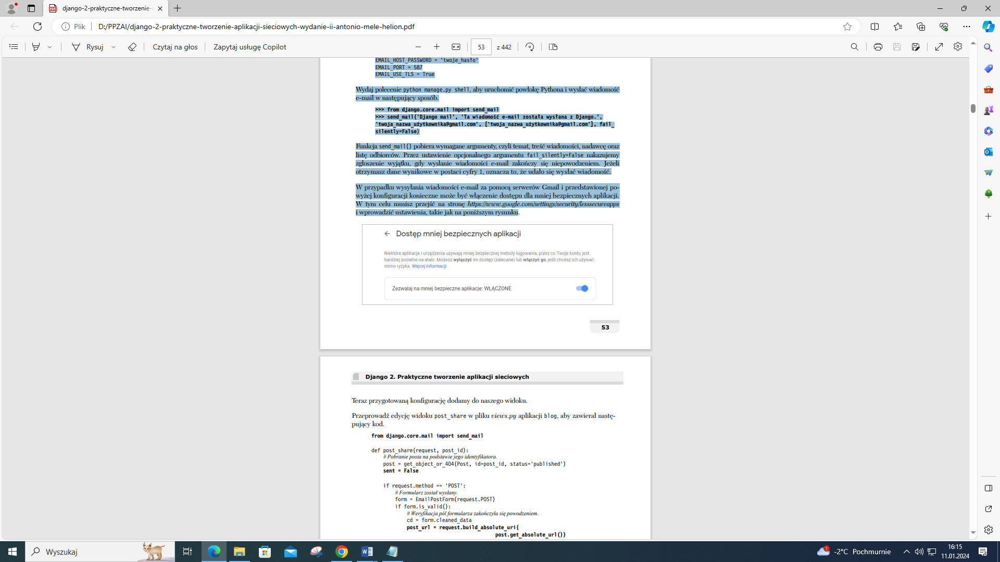 django-2-praktyczne-tworzenie-
Plik
D:/PPZAI/django-2-praktyczne-tworzenie-aplikacji-sieciowych-wydanie-ii-antonio-mele-helion.pdf
Rysuj
Czytaj na głos
Zapytaj usługę Copilot
53
z 442
EMAIL_HOST_PASSWORD = 'twoje_hasło'
EMAIL_PORT = 587
EMAIL_USE_TLS = True
Wydaj polecenie python manage.py shell, aby uruchomić powłokę Pythona i wysłać wiadomość
e-mail w następujący sposób.
>>> from django.core.mail import send_mail
>>> send_mail('Django mail', 'Ta wiadomość e-mail została wysłana z Django.',
'twoja_nazwa_użytkownika@gmail.com', ['twoja_nazwa_użytkownika@gmail.com'], fail_
silently=False)
Funkcja send_mail() pobiera wymagane argumenty, czyli temat, treść wiadomości, nadawcę oraz
listę odbiorców. Przez ustawienie opcjonalnego argumentu fail_silently=False nakazujemy
zgłoszenie wyjątku, gdy wysłanie wiadomości e-mail zakończy się niepowodzeniem. Jeżeli
otrzymasz dane wynikowe w postaci cyfry 1, oznacza to, że udało się wysłać wiadomość.
W przypadku wysyłania wiadomości e-mail za pomocą serwerów Gmail i przedstawionej po-
wyżej konfiguracji konieczne może być włączenie dostępu dla mniej bezpiecznych aplikacji.
W tym celu musisz przejść na stronę https://www.google.com/settings/security/lesssecureapps
i wprowadzić ustawienia, takie jak na poniższym rysunku.
Dostęp mniej bezpiecznych aplikacji
Niektóre aplikacje i urządzenia używają mniej bezpiecznej metody logowania, przez co Twoje konto jest
bardziej podatne na ataki. Możesz wyłączyć im dostęp (zalecane) lub włączyć go, jeśli chcesz ich używać
mimo ryzyka. Więcej informacji
Zezwalaj na mniej bezpieczne aplikacje: WŁĄCZONE
53
Django 2. Praktyczne tworzenie aplikacji sieciowych
Teraz przygotowaną konfigurację dodamy do naszego widoku.
Przeprowadź edycję widoku post_share w pliku views.py aplikacji blog, aby zawierał nastę-
pujący kod.
from django.core.mail import send_mail
def post_share(request, post_id):
# Pobranie posta na podstawie jego identyfikatora.
post = get_object_or_404(Post, id=post_id, status='published')
sent = False
if request.method == 'POST':
# Formularz został wysłany.
form = EmailPostForm(request.POST)
if form.is_valid():
# Weryfikacja pól formularza zakończyła się powodzeniem.
cd = form.cleaned_data
post_url = request.build_absolute_uri(
post.get_absolute_url())
Wyszukaj
1
-2°C Pochmurnie
16:15
11.01.2024